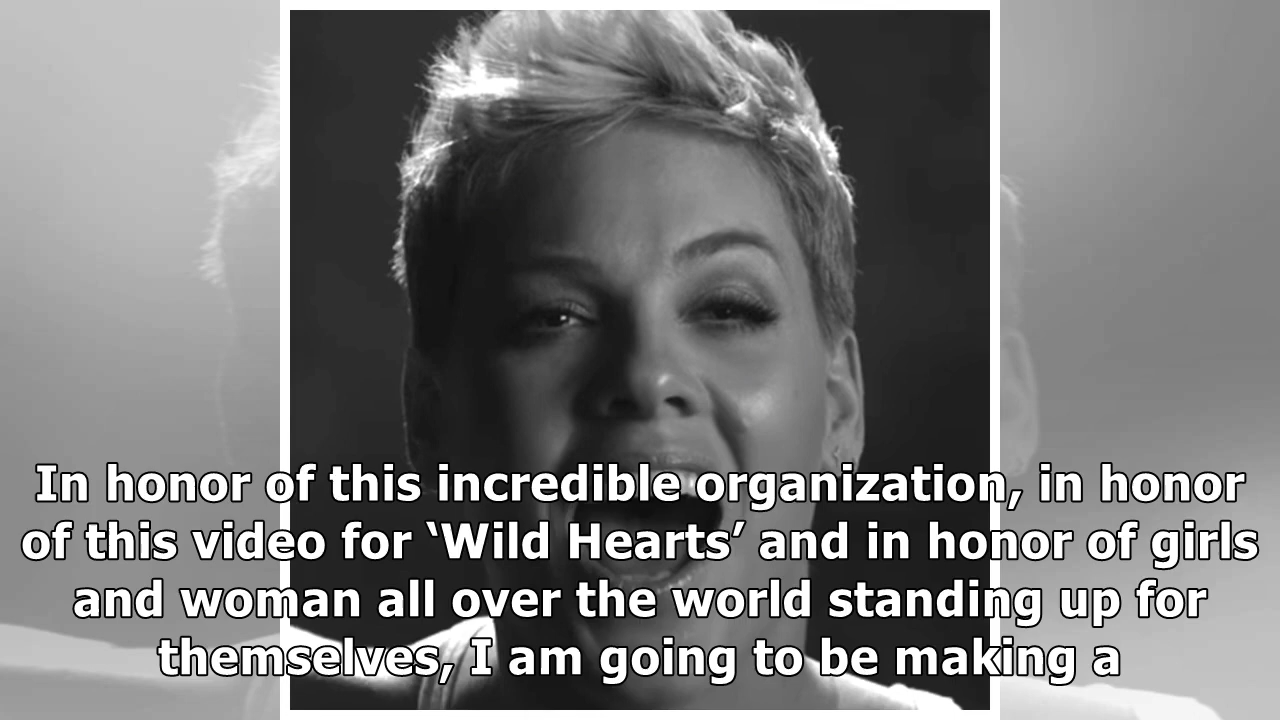 In honor of this incredible organization, in honor
of this video for ‘Wild Hearts’ and in honor of girls
and woman all over the world standing up for
themselves, I am going to be making a